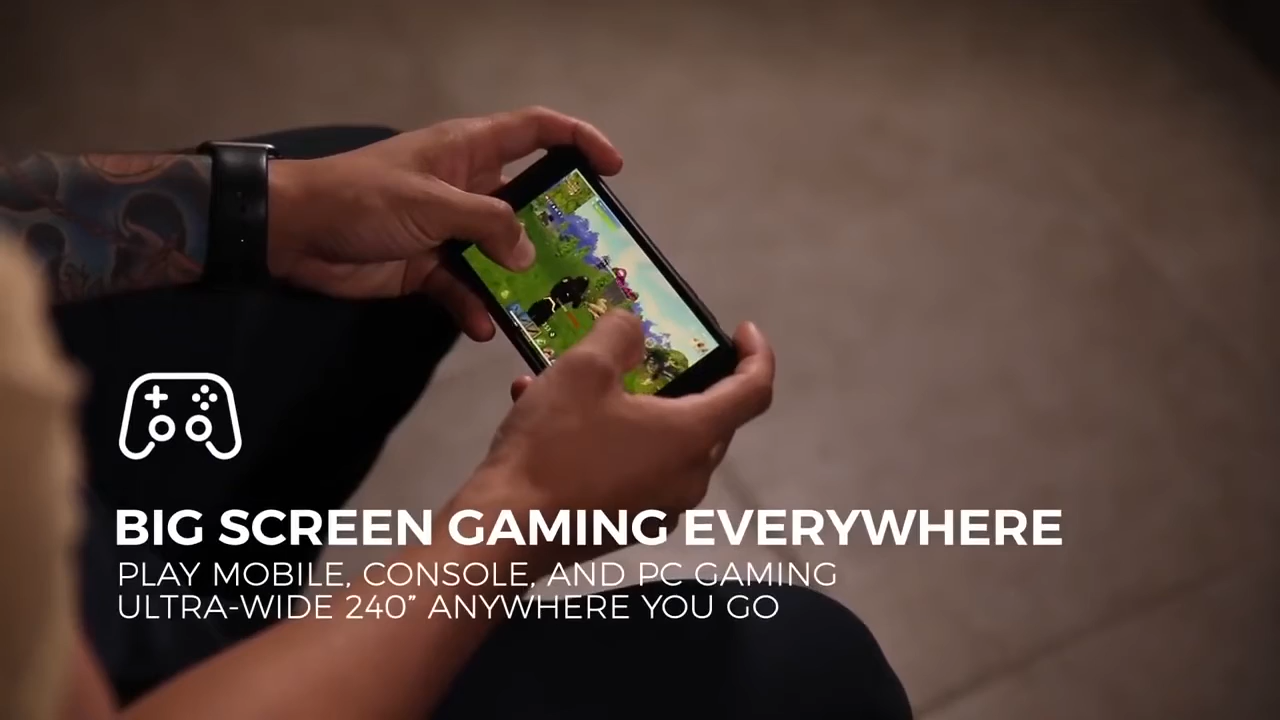 BIG SCREEN GAMING EVERYWHERE
PLAY MOBILE, CONSOLE, AND PC GAMING
ULTRA-WIDE 240” ANYWHERE YOU GO